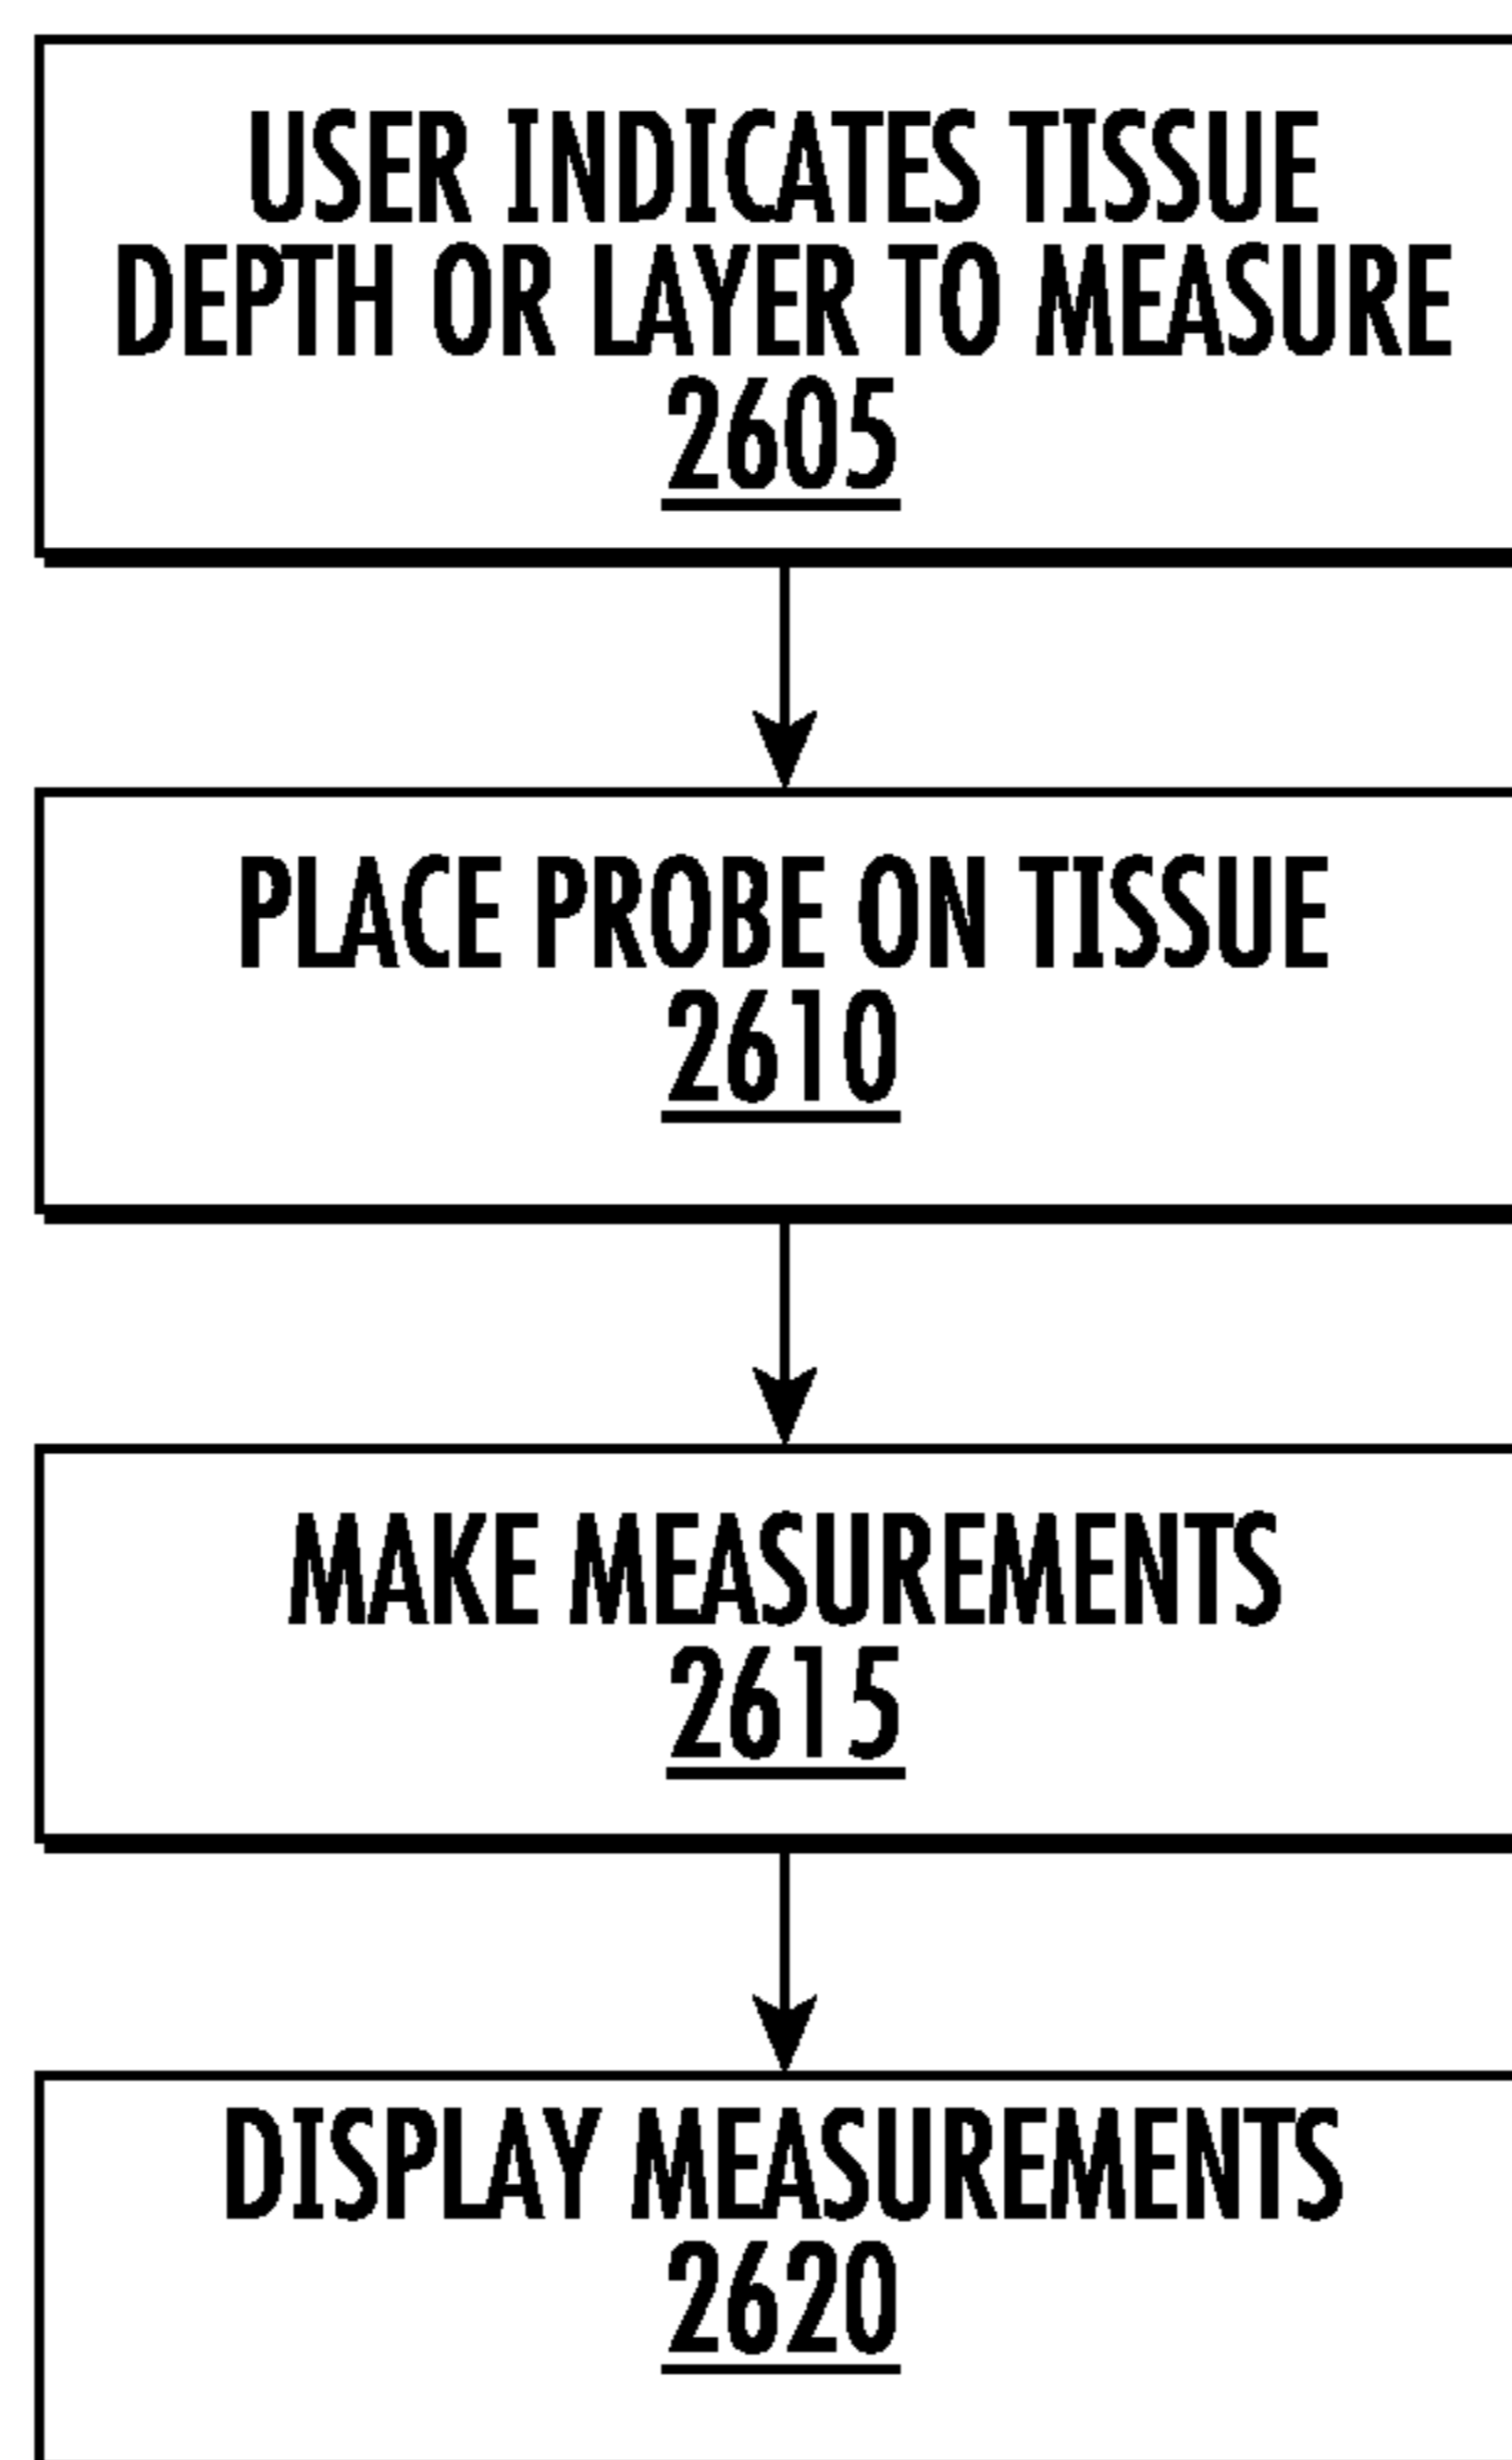 USER INDICATES TISSUE
DEPTH OR LAYER TO MEASURE
2605
PLACE PROBE ON TISSUE
2610
MAKE MEASUREMENTS
2615
DISPLAY MEASUREMENTS
2620